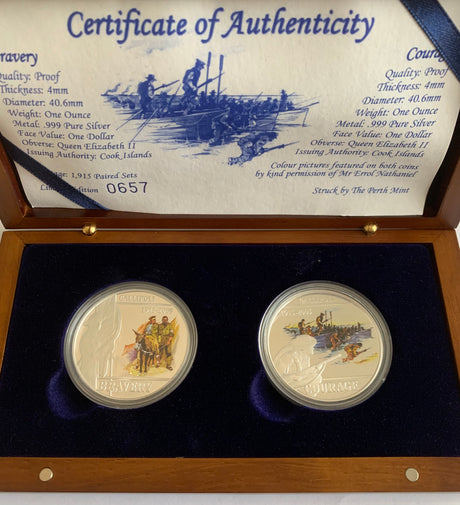 Certificate of Authenticity
Bravery
Quality: Proof
Thickness: 4mm
Diameter: 40.6mm
Weight: One Ounce
Metal: .999 Pure Silver
Face Value: One Dollar
Obverse: Queen Elizabeth II
Issuing Authority: Cook Islands
1,915 Paired Sets
Edition 0657
Courag
Quality: Proof
Thickness: 4mm
Diameter: 40.6mm
Weight: One Ounce
Metal: .999 Pure Silver
Face Value: One Dollar
Obverse: Queen Elizabeth II
Issuing Authority: Cook Islands
Colour pictures featured on both coins
by kind permission of Mr Errol Nathaniel
Struck by The Perth Mint
BRAVERY
COURAGE